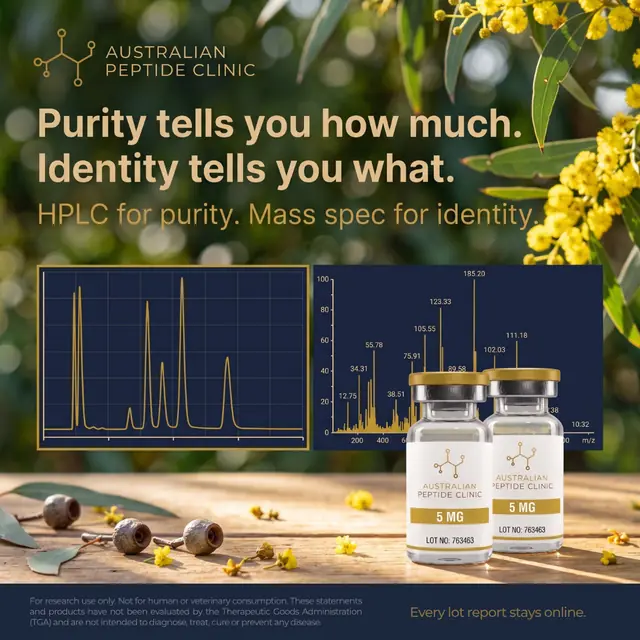 AUSTRALIAN
PEPTIDE CLINIC
Purity tells you how much.
Identity tells you what.
HPLC for purity. Mass spec for identity.
100
80
60
40
20
0
200
400
m/z
12.75
34.31
55.78
38.51
75.91
105.55
123.33
89.58
185.20
102.03
111.18
10.32
AUSTRALIAN
PEPTIDE CLINIC
5 MG
LOT NO: 763463
AUSTRALIAN
PEPTIDE CLINIC
5 MG
LOT NO: 763463
For research use only. Not for human or veterinary consumption. These statements
and products have not been evaluated by the Therapeutic Goods Administration
(TGA) and are not intended to diagnose, treat, cure or prevent any disease.
Every lot report stays online.